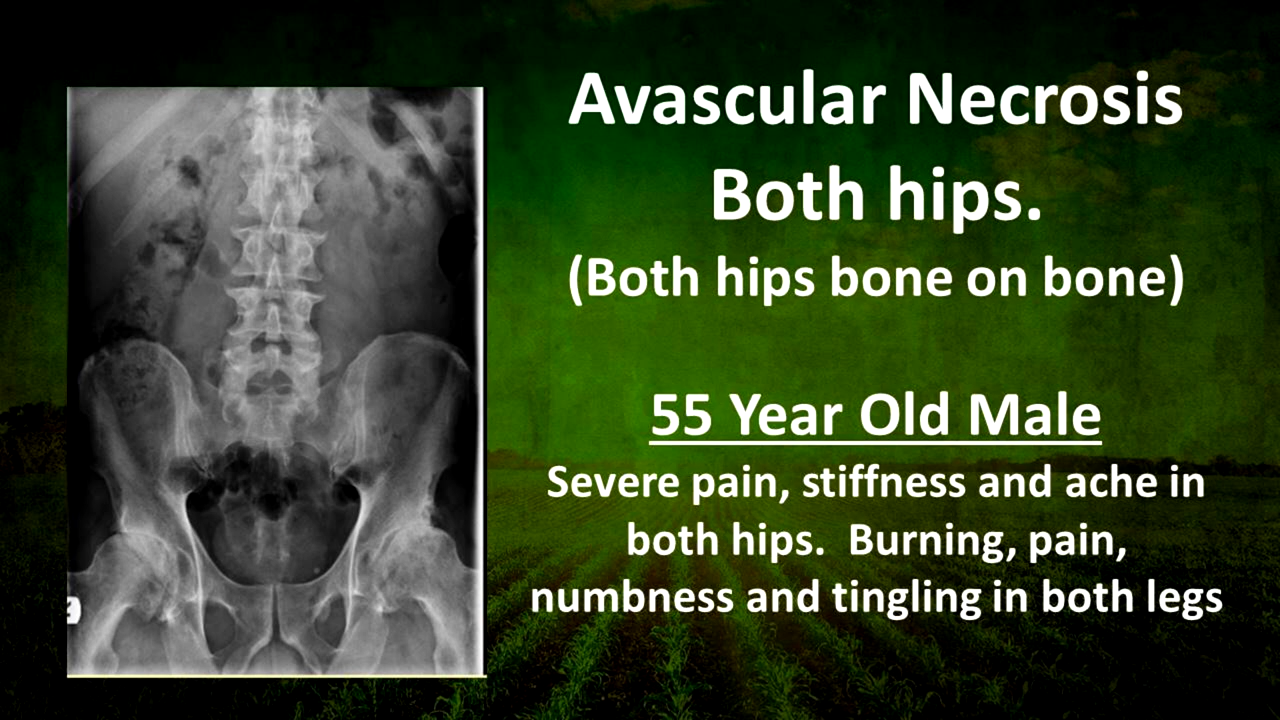 Avascular Necrosis
Both hips.
(Both hips bone on bone)
55 Year Old Male
Severe pain, stiffness and ache in
both hips.  Burning, pain,
numbness and tingling in both legs